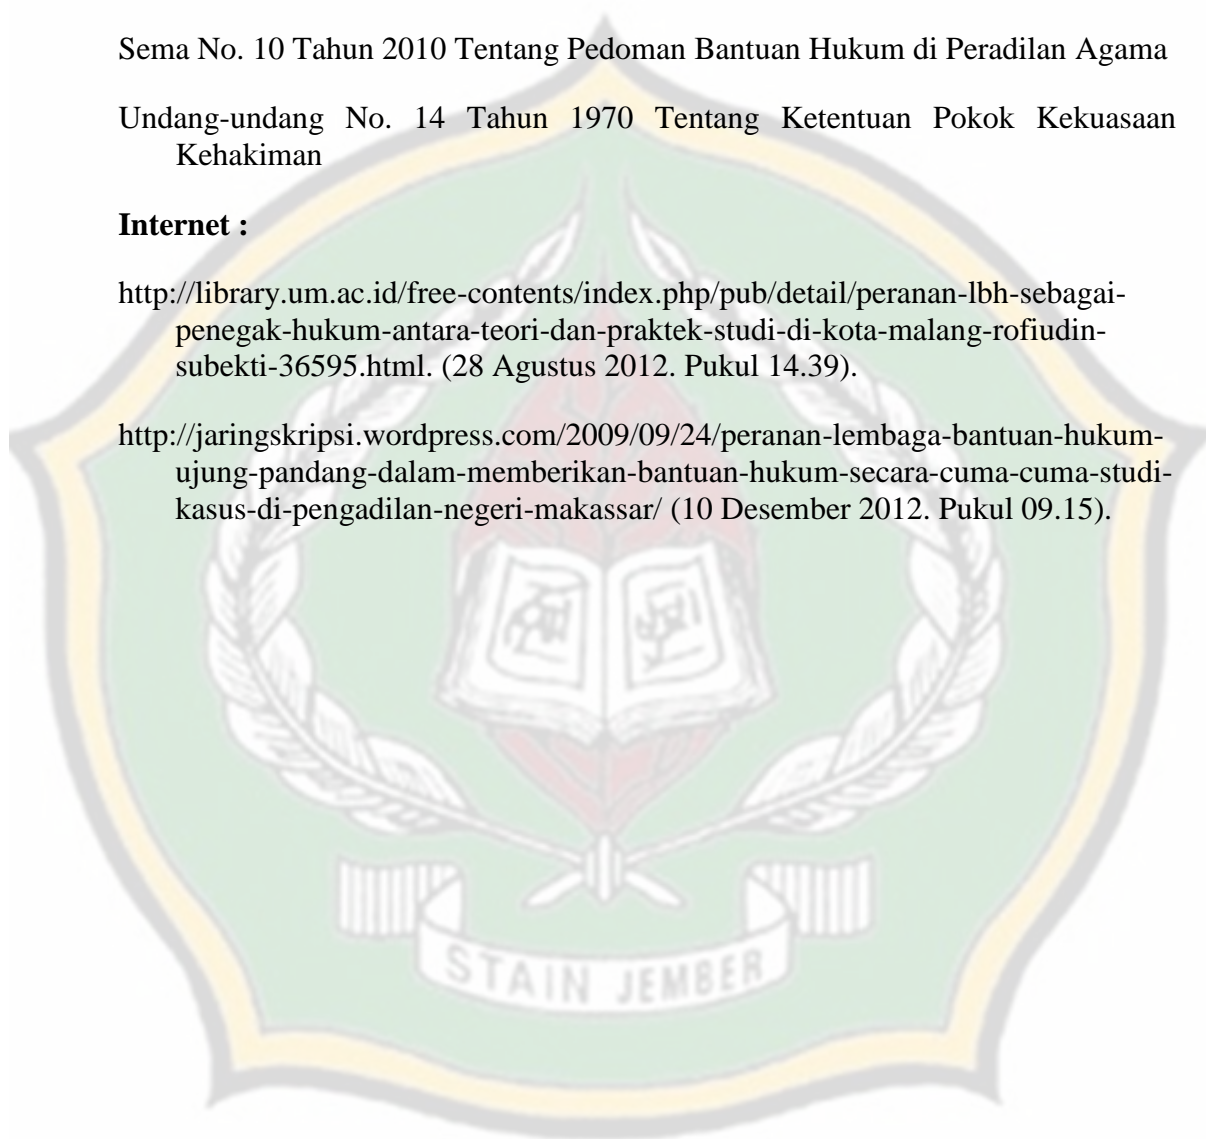 Sema No. 10 Tahun 2010 Tentang Pedoman Bantuan Hukum di Peradilan Agama
Undang-undang No. 14 Tahun 1970 Tentang Ketentuan Pokok Kekuasaan
Kehakiman
Internet :
http://library.um.ac.id/free-contents/index.php/pub/detail/peranan-lbh-sebagai-
penegak-hukum-antara-teori-dan-praktek-studi-di-kota-malang-rofiudin-
subekti-36595.html. (28 Agustus 2012. Pukul 14.39).
http://jaringskripsi.wordpress.com/2009/09/24/peranan-lembaga-bantuan-hukum-
ujung-pandang-dalam-memberikan-bantuan-hukum-secara-cuma-cuma-studi-
kasus-di-pengadilan-negeri-makassar/ (10 Desember 2012. Pukul 09.15).
STAIN JEMBER